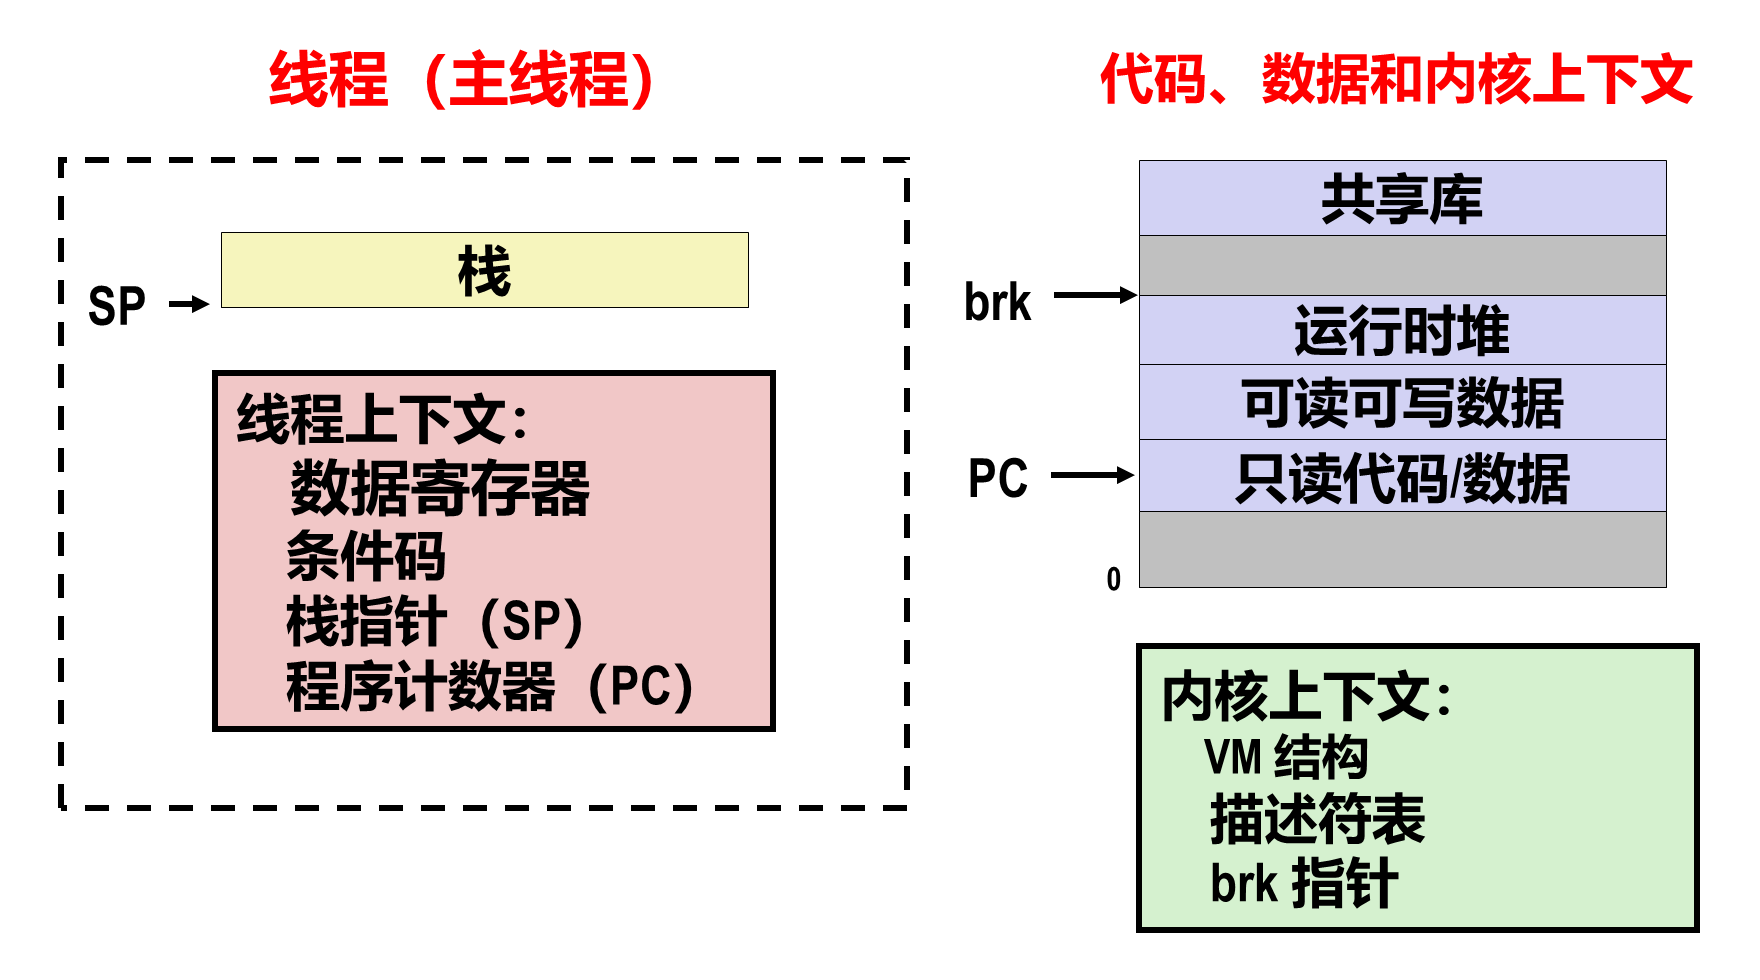 线程（主线程）
栈
SP
线程上下文：
数据寄存器
条件码
栈指针（SP）
程序计数器（PC）
代码、数据和内核上下文
共享库
brk
运行时堆
可读可写数据
PC
只读代码/数据
0
内核上下文：
VM 结构
描述符表
brk 指针